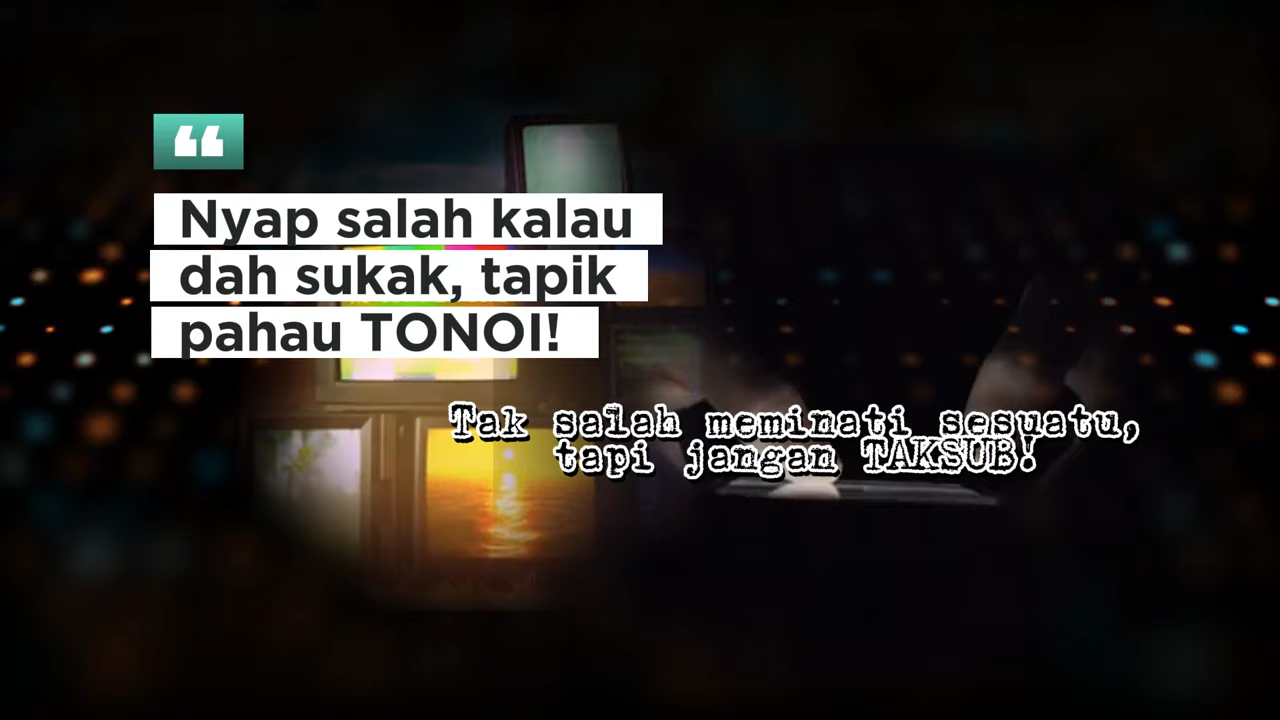 ❝
Nyap salah kalau
dah sukak, tapik
pahau TONOI!
Tak salah meminati sesuatu,
tapi jangan TAKSUB!